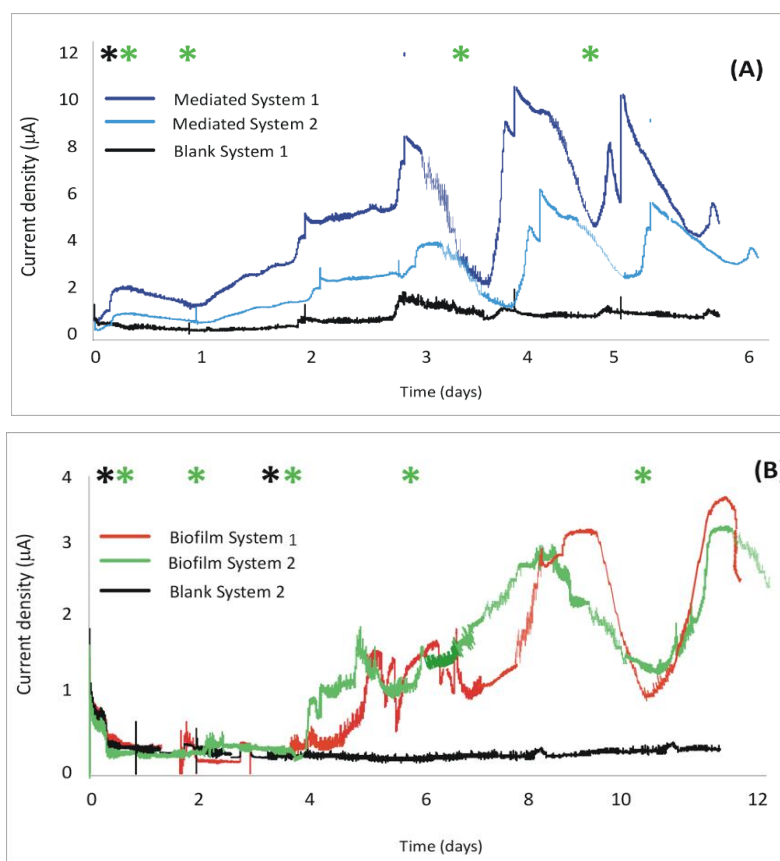 12
* * * * *
(A)
10
Mediated System 1
Mediated System 2
Blank System 1
8
6
4
2
0
Current density (µA)
0 1 2 3 4 5 6
Time (days)
4
* * * * * * *
(B)
3
Biofilm System 1
Biofilm System 2
Blank System 2
2
1
0
Current density (µA)
0 2 4 6 8 10 12
Time (days)